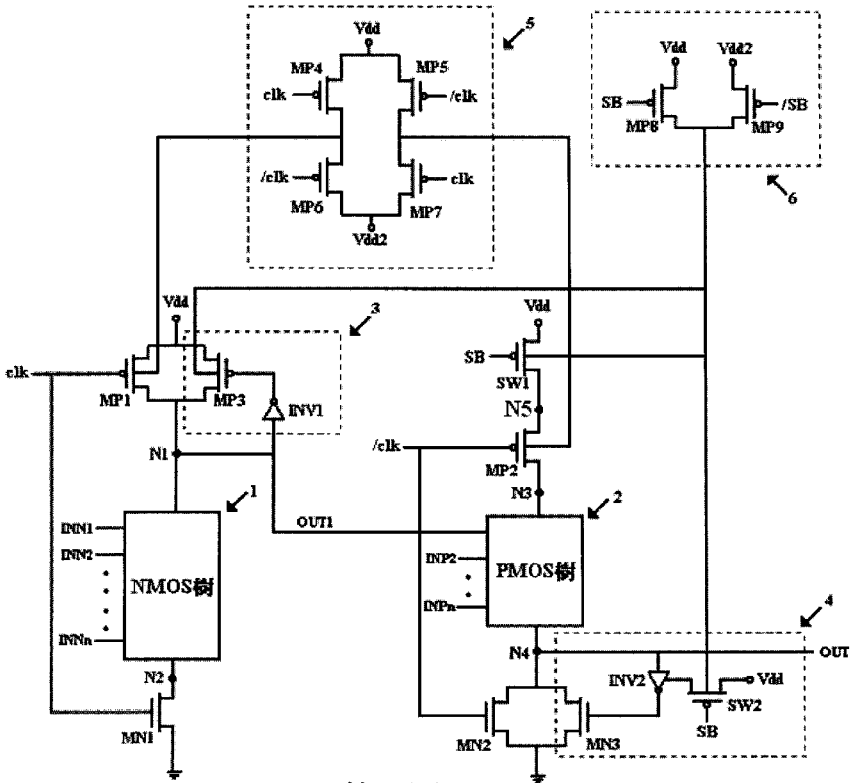 Vdd
5
MP4
MP5
clk
/clk
/clk
clk
MP6
MP7
Vdd2
Vdd
Vdd2
SB
/SB
MP8
MP9
6
Vdd
3
clk
MP1
MP3
INV1
N1
Vdd
SB
SW1
N5
/clk
MP2
N3
1
INN1
INN2
INNn
NMOS樹
OUT1
2
INP2
INPn
PMOS樹
N2
MN1
4
N4
OUT
INV2
Vdd
SW2
SB
MN2
MN3